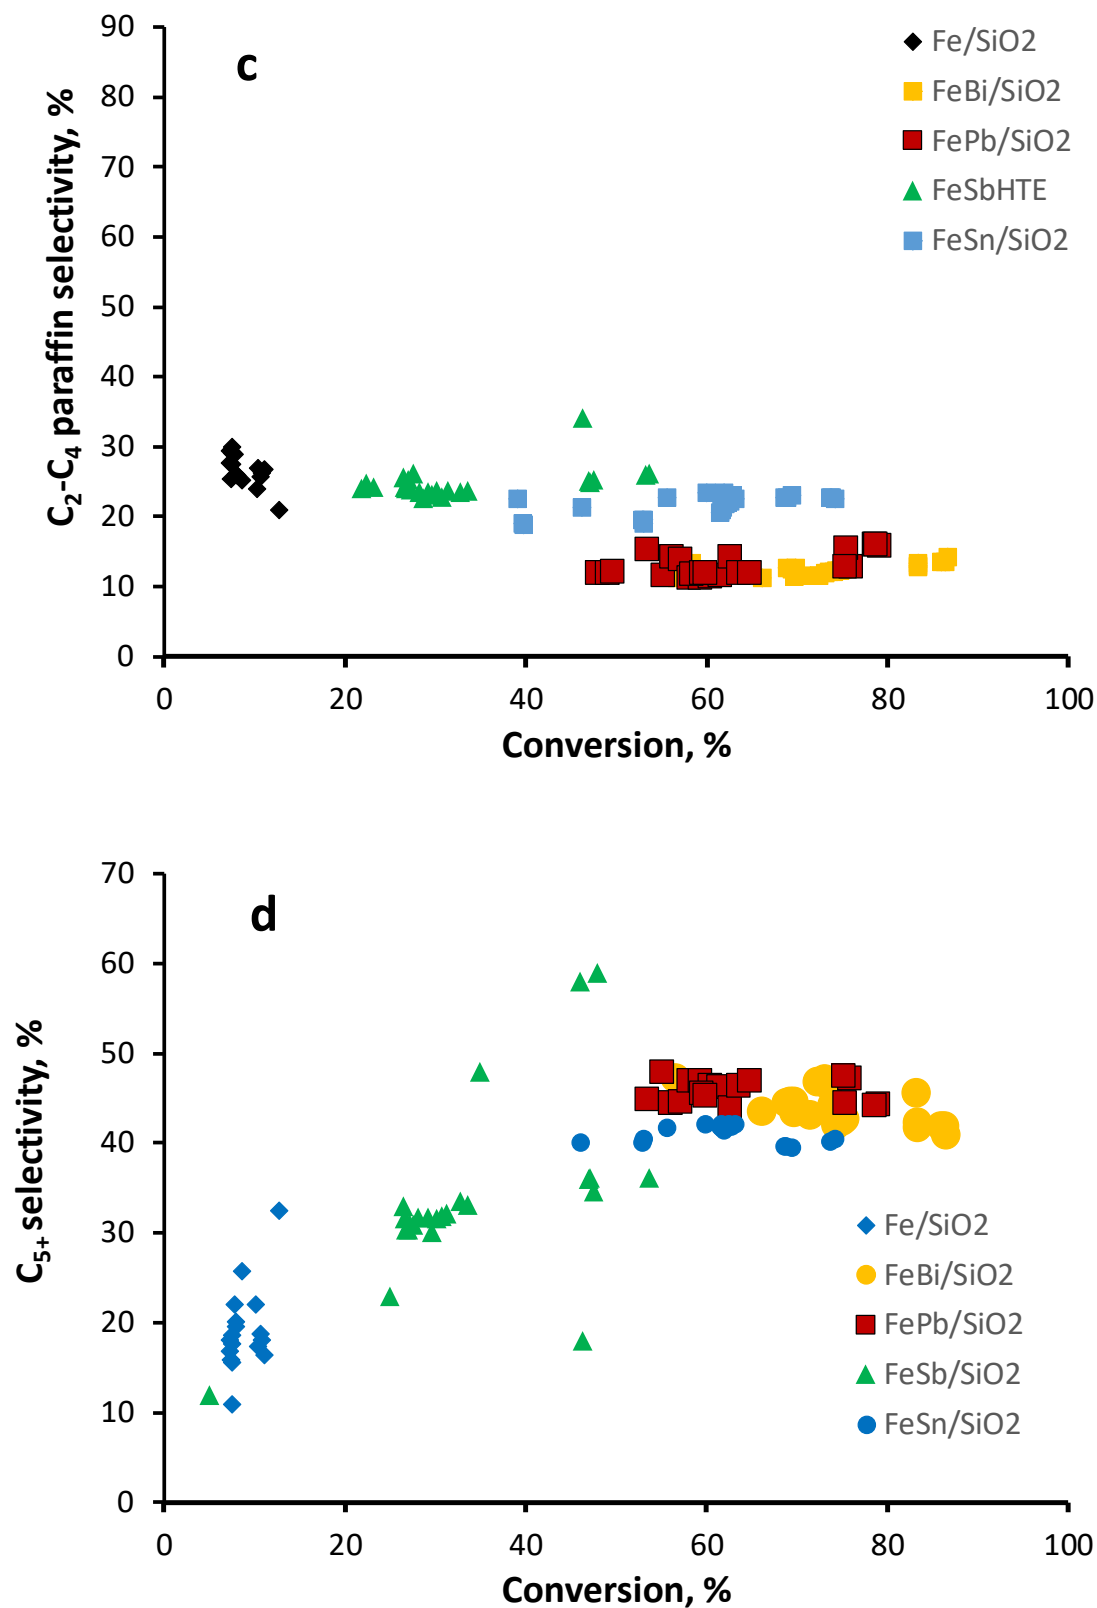 c
C₂-C₄ paraffin selectivity, %
90
80
70
60
50
40
30
20
10
0
Fe/SiO2
FeBi/SiO2
FePb/SiO2
FeSbHTE
FeSn/SiO2
0 20 40 60 80 100
Conversion, %
d
C₅₊ selectivity, %
70
60
50
40
30
20
10
0
Fe/SiO2
FeBi/SiO2
FePb/SiO2
FeSb/SiO2
FeSn/SiO2
0 20 40 60 80 100
Conversion, %